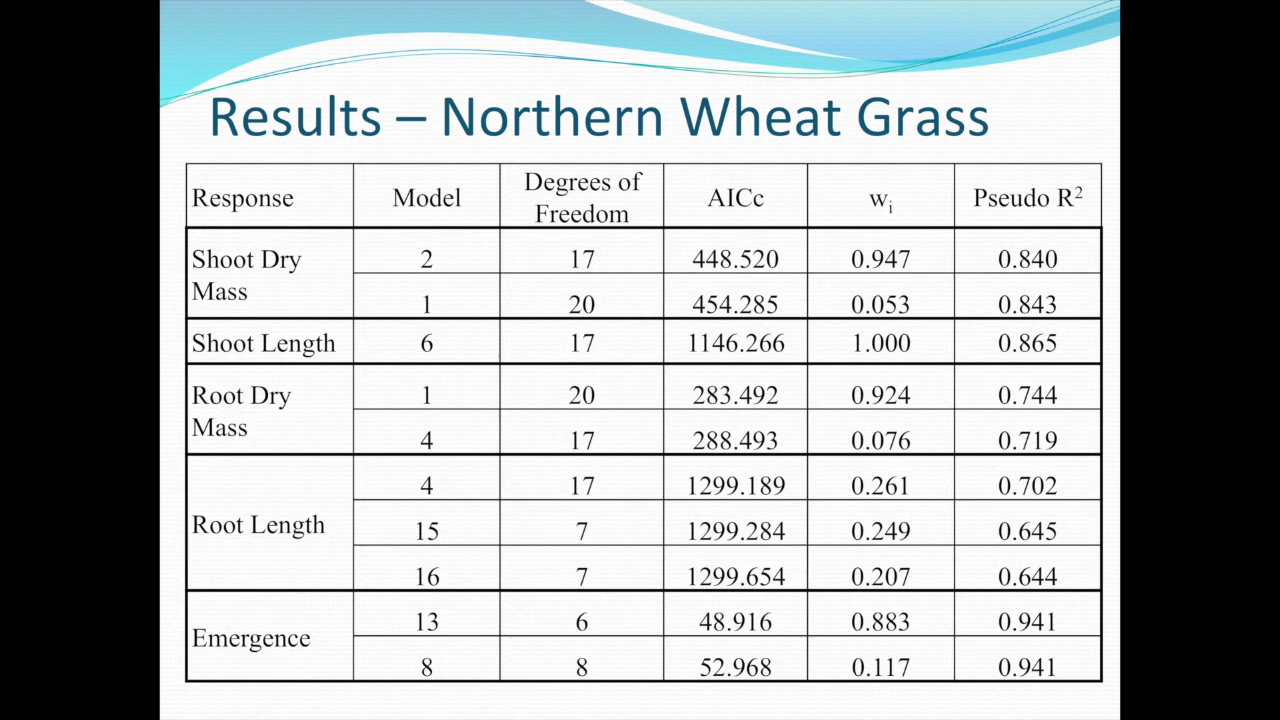 Results – Northern Wheat Grass
Response Model Degrees of Freedom AICc wi Pseudo R²
Shoot Dry Mass 2 17 448.520 0.947 0.840
1 20 454.285 0.053 0.843
Shoot Length 6 17 1146.266 1.000 0.865
Root Dry Mass 1 20 283.492 0.924 0.744
4 17 288.493 0.076 0.719
Root Length 4 17 1299.189 0.261 0.702
15 7 1299.284 0.249 0.645
16 7 1299.654 0.207 0.644
Emergence 13 6 48.916 0.883 0.941
8 8 52.968 0.117 0.941